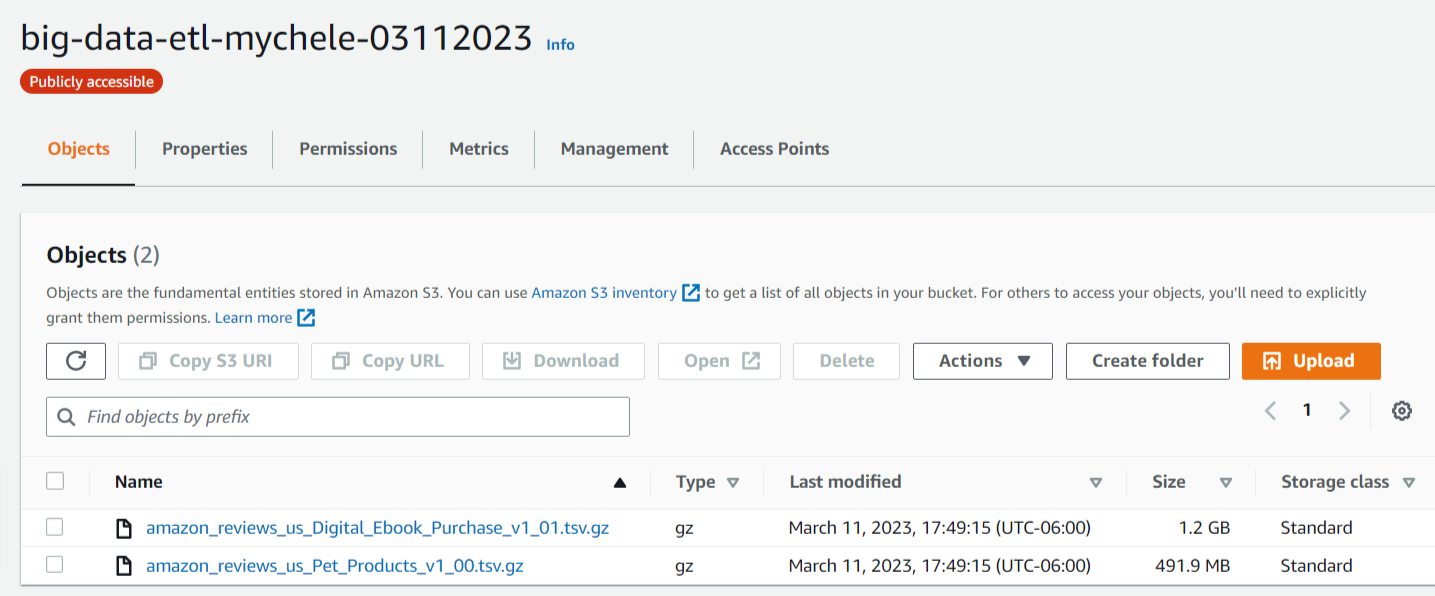 big-data-etl-mychele-03112023 Info
Publicly accessible
Objects Properties Permissions Metrics Management Access Points
Objects (2)
Objects are the fundamental entities stored in Amazon S3. You can use Amazon S3 inventory to get a list of all objects in your bucket. For others to access your objects, you'll need to explicitly
grant them permissions. Learn more
Copy S3 URI Copy URL Download Open Delete Actions Create folder Upload
Find objects by prefix 1
Name Type Last modified Size Storage class
amazon_reviews_us_Digital_Ebook_Purchase_v1_01.tsv.gz gz March 11, 2023, 17:49:15 (UTC-06:00) 1.2 GB Standard
amazon_reviews_us_Pet_Products_v1_00.tsv.gz gz March 11, 2023, 17:49:15 (UTC-06:00) 491.9 MB Standard